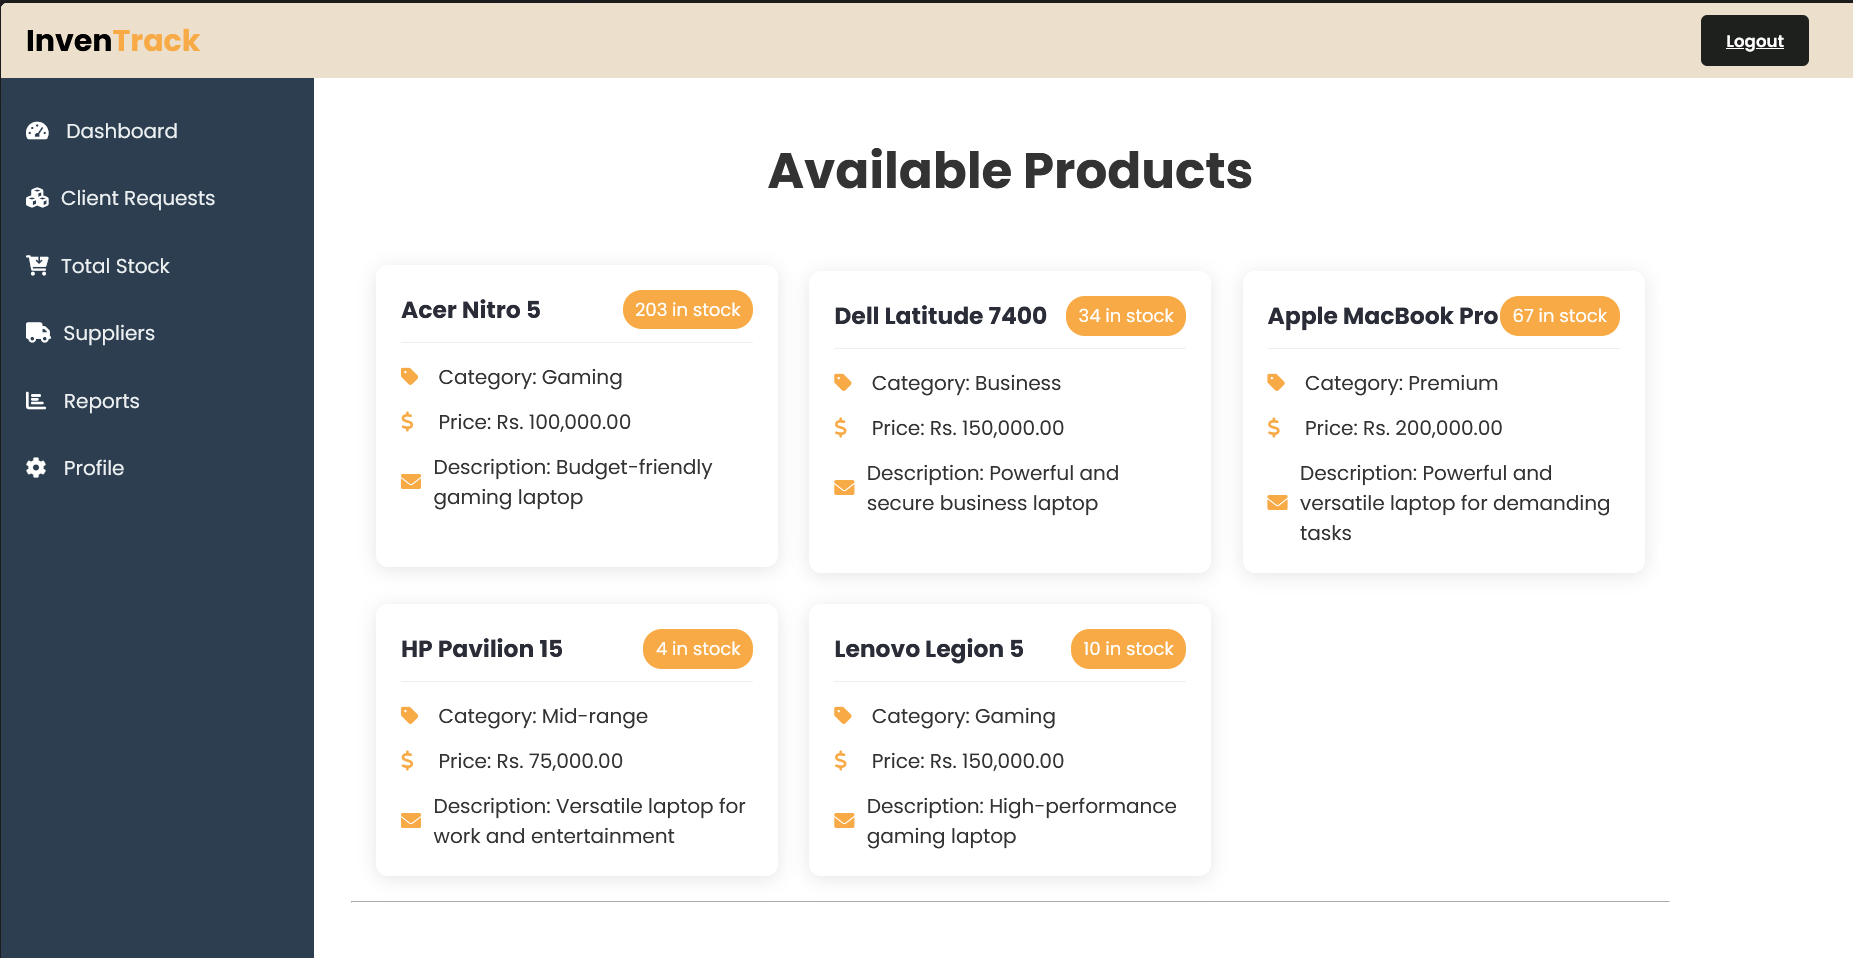 InvenTrack
Logout
Dashboard
Client Requests
Total Stock
Suppliers
Reports
Profile
Available Products
Acer Nitro 5
203 in stock
Category: Gaming
Price: Rs. 100,000.00
Description: Budget-friendly
gaming laptop
Dell Latitude 7400
34 in stock
Category: Business
Price: Rs. 150,000.00
Description: Powerful and
secure business laptop
Apple MacBook Pro
67 in stock
Category: Premium
Price: Rs. 200,000.00
Description: Powerful and
versatile laptop for demanding
tasks
HP Pavilion 15
4 in stock
Category: Mid-range
Price: Rs. 75,000.00
Description: Versatile laptop for
work and entertainment
Lenovo Legion 5
10 in stock
Category: Gaming
Price: Rs. 150,000.00
Description: High-performance
gaming laptop